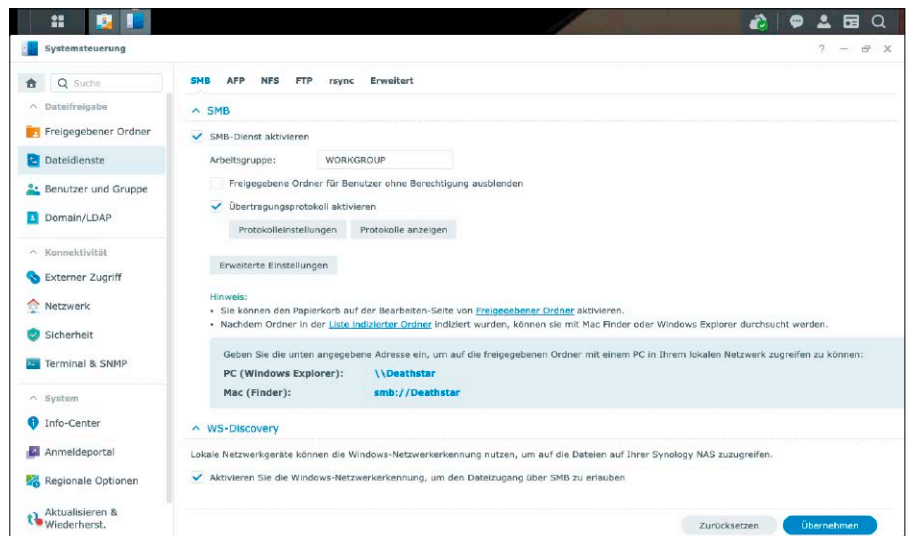 Systemsteuerung
Suche
SMB AFP NFS FTP rsync Erweitert
Dateifreigabe
Freigegebener Ordner
Dateidienste
Benutzer und Gruppe
Domain/LDAP
Konnektivität
Externer Zugriff
Netzwerk
Sicherheit
Terminal & SNMP
System
Info-Center
Anmeldeportal
Regionale Optionen
Aktualisieren &
Wiederherst.
SMB
SMB-Dienst aktivieren
Arbeitsgruppe: WORKGROUP
Freigegebene Ordner für Benutzer ohne Berechtigung ausblenden
Übertragungsprotokoll aktivieren
Protokolleinstellungen Protokolle anzeigen
Erweiterte Einstellungen
Hinweis:
• Sie können den Papierkorb auf der Bearbeiten-Seite von Freigegebener Ordner aktivieren.
• Nachdem Ordner in der Liste indizierter Ordner indiziert wurden, können sie mit Mac Finder oder Windows Explorer durchsucht werden.
Geben Sie die unten angegebene Adresse ein, um auf die freigegebenen Ordner mit einem PC in Ihrem lokalen Netzwerk zugreifen zu können:
PC (Windows Explorer): \\Deathstar
Mac (Finder): smb://Deathstar
WS-Discovery
Lokale Netzwerkgeräte können die Windows-Netzwerkerkennung nutzen, um auf die Dateien auf Ihrer Synology NAS zuzugreifen.
Aktivieren Sie die Windows-Netzwerkerkennung, um den Dateizugang über SMB zu erlauben
Zurücksetzen Übernehmen